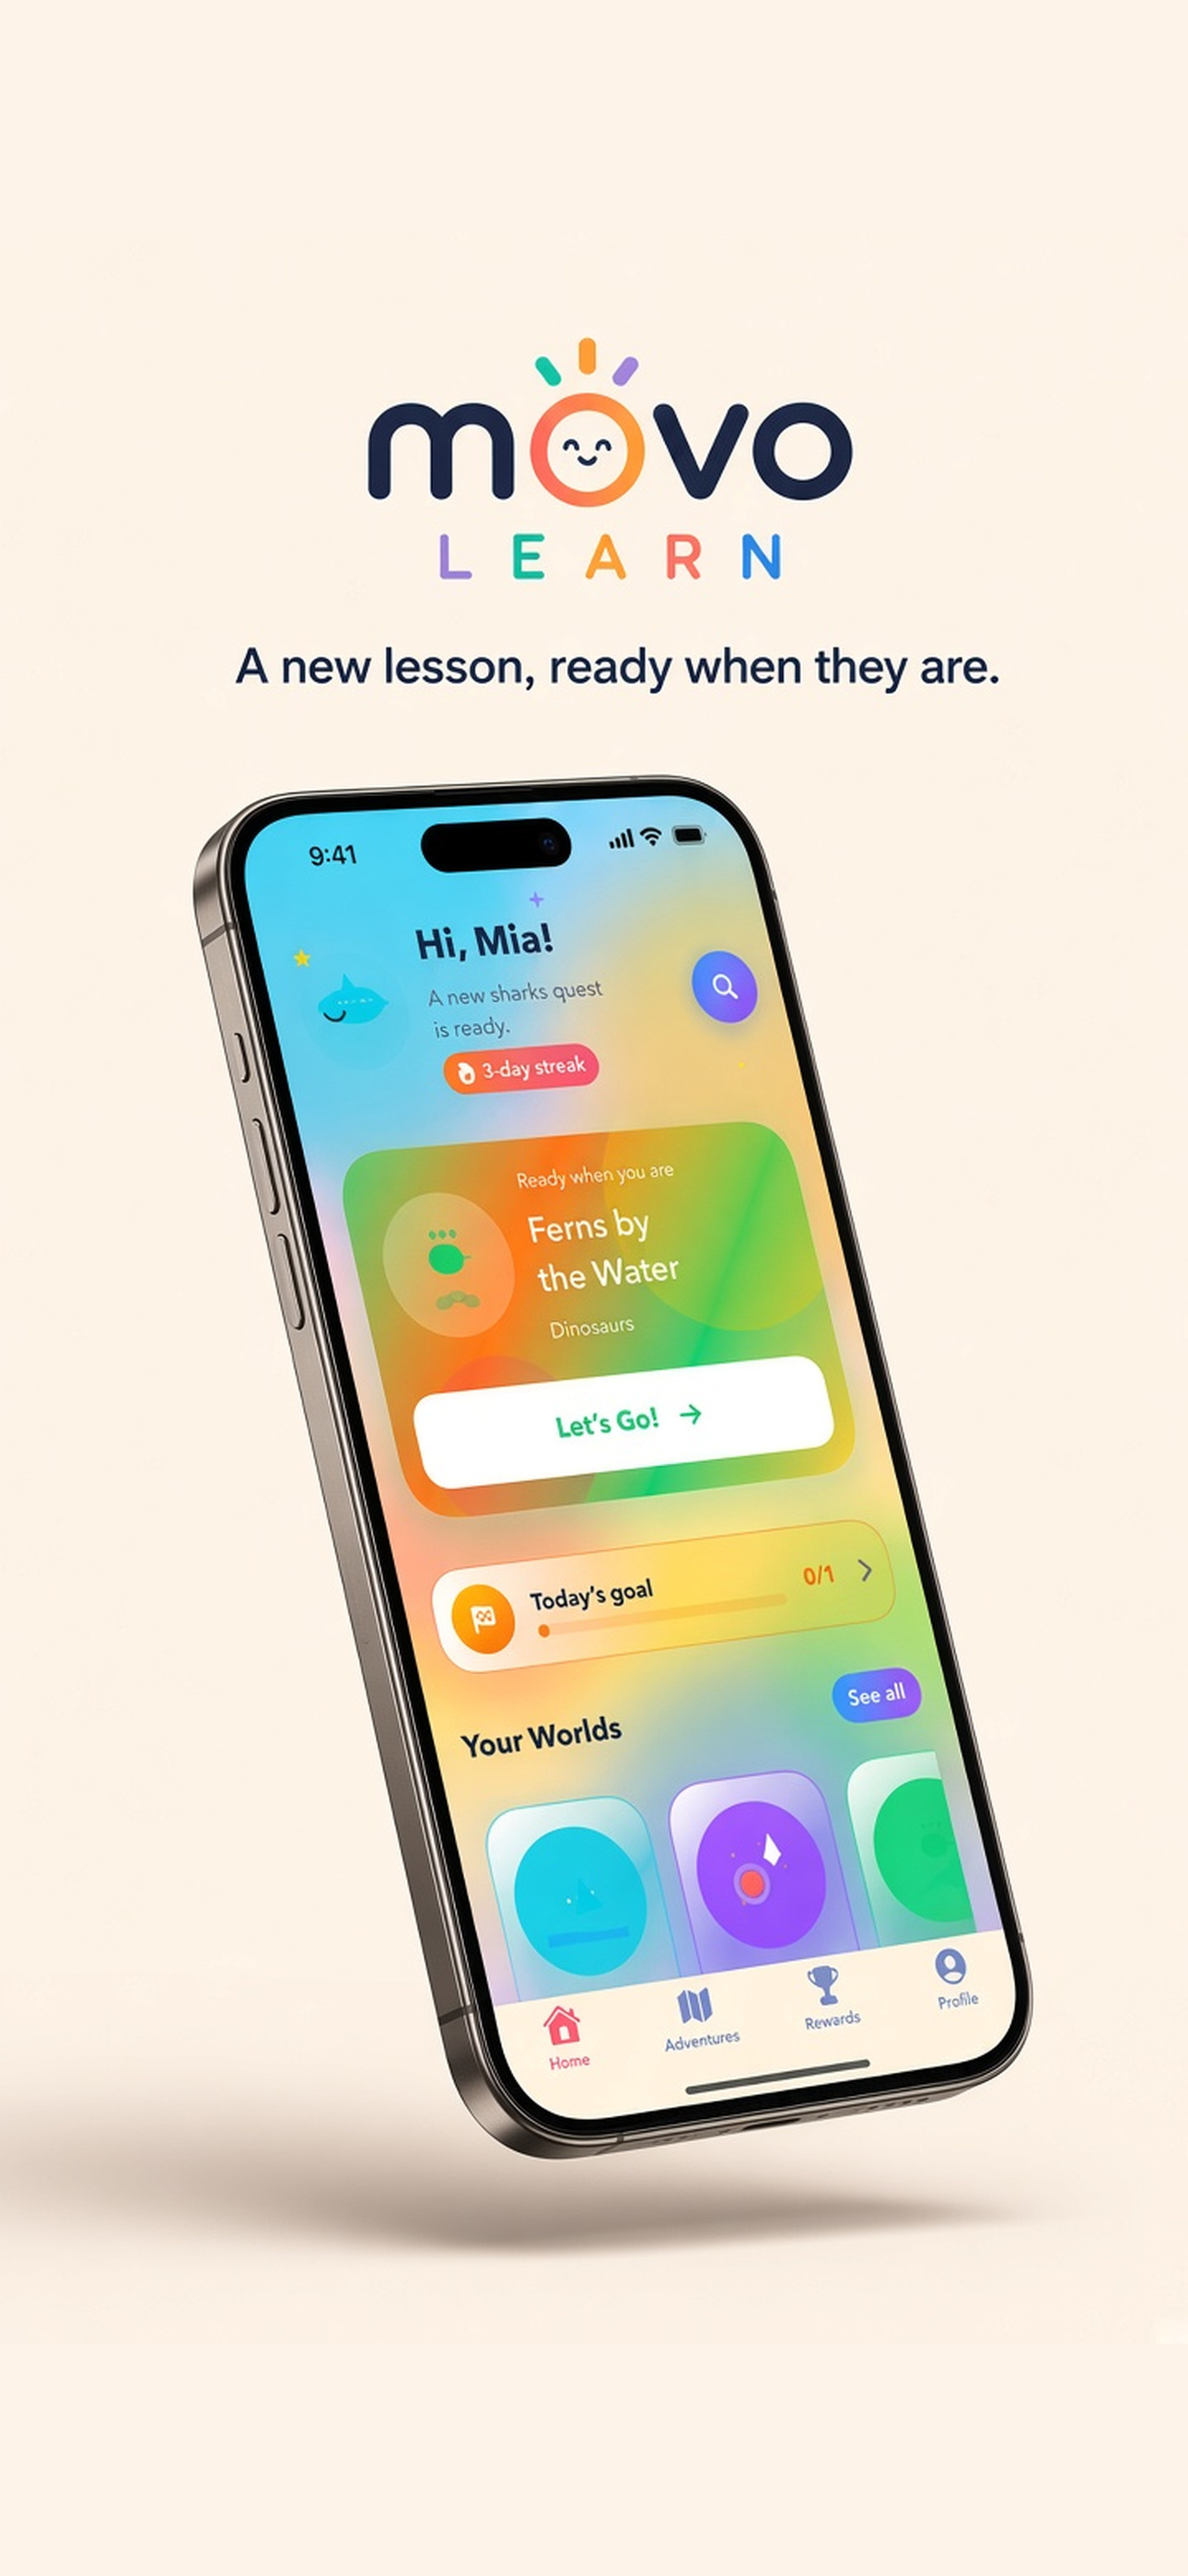 movo
LEARN
A new lesson, ready when they are.
9:41
Hi, Mia!
A new sharks quest
is ready.
3-day streak
Ready when you are
Ferns by
the Water
Dinosaurs
Let's Go! →
Today's goal
0/1
See all
Your Worlds
Home
Adventures
Rewards
Profile